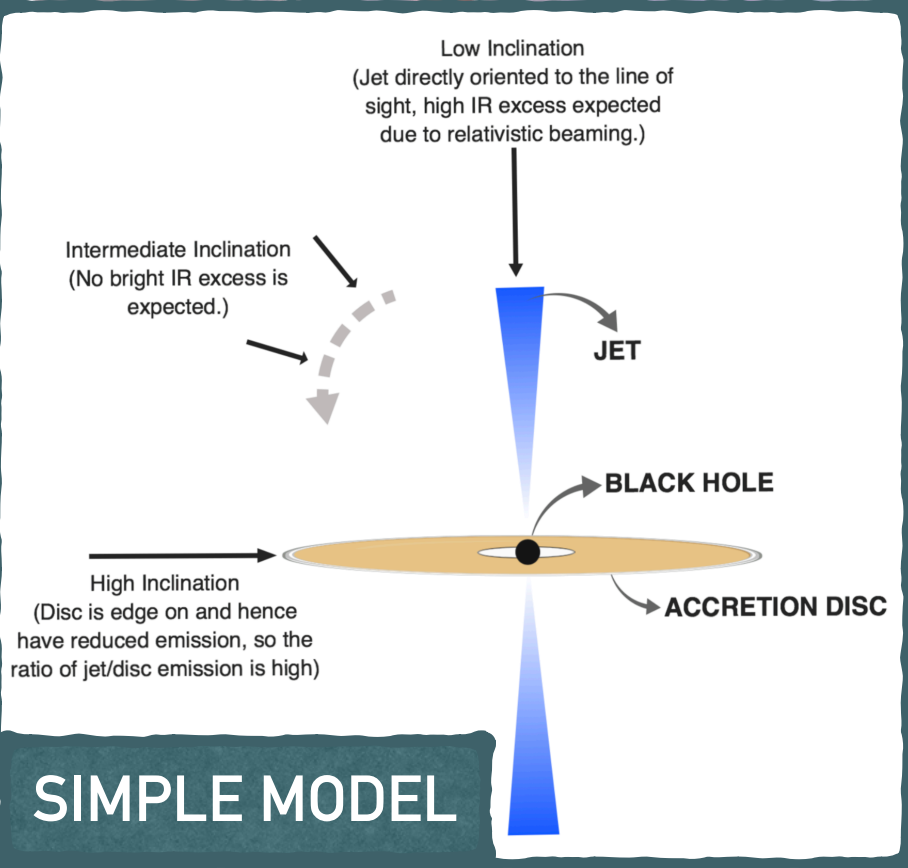 Low Inclination
(Jet directly oriented to the line of
sight, high IR excess expected
due to relativistic beaming.)
Intermediate Inclination
(No bright IR excess is
expected.)
JET
BLACK HOLE
High Inclination
(Disc is edge on and hence
have reduced emission, so the
ratio of jet/disc emission is high)
ACCRETION DISC
SIMPLE MODEL